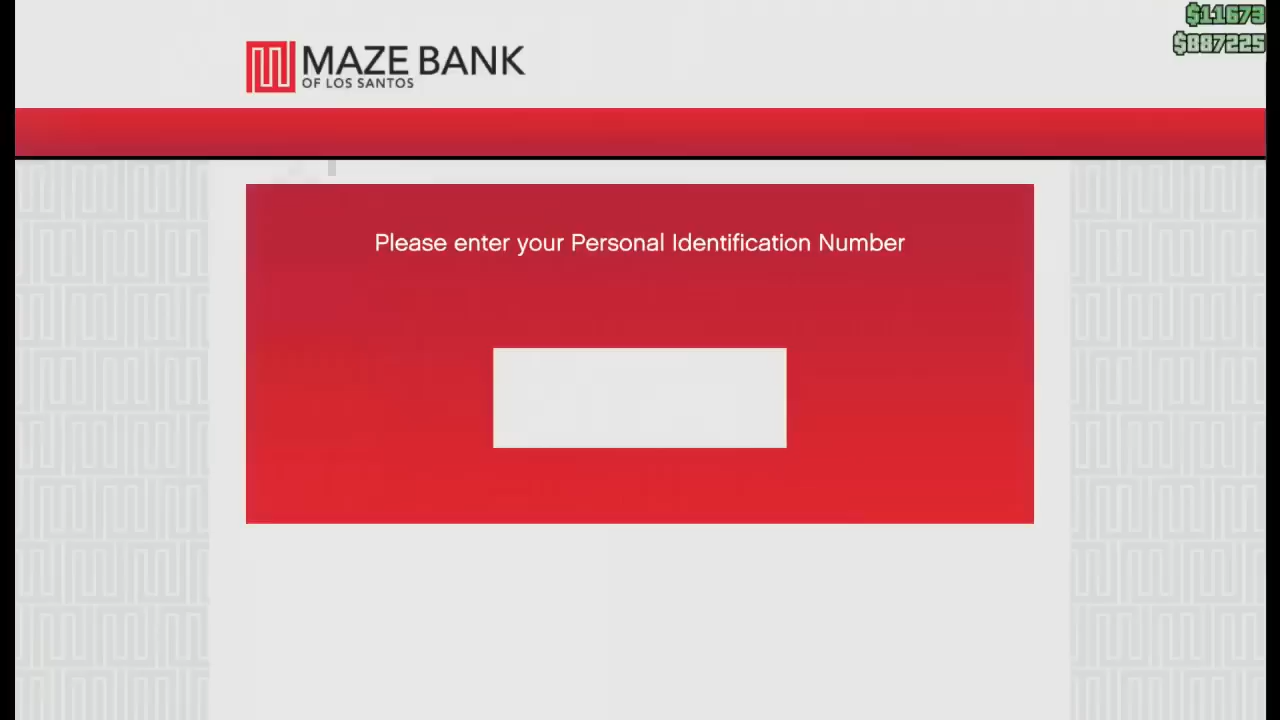 $11673
$887225
MAZE BANK
OF LOS SANTOS
Please enter your Personal Identification Number